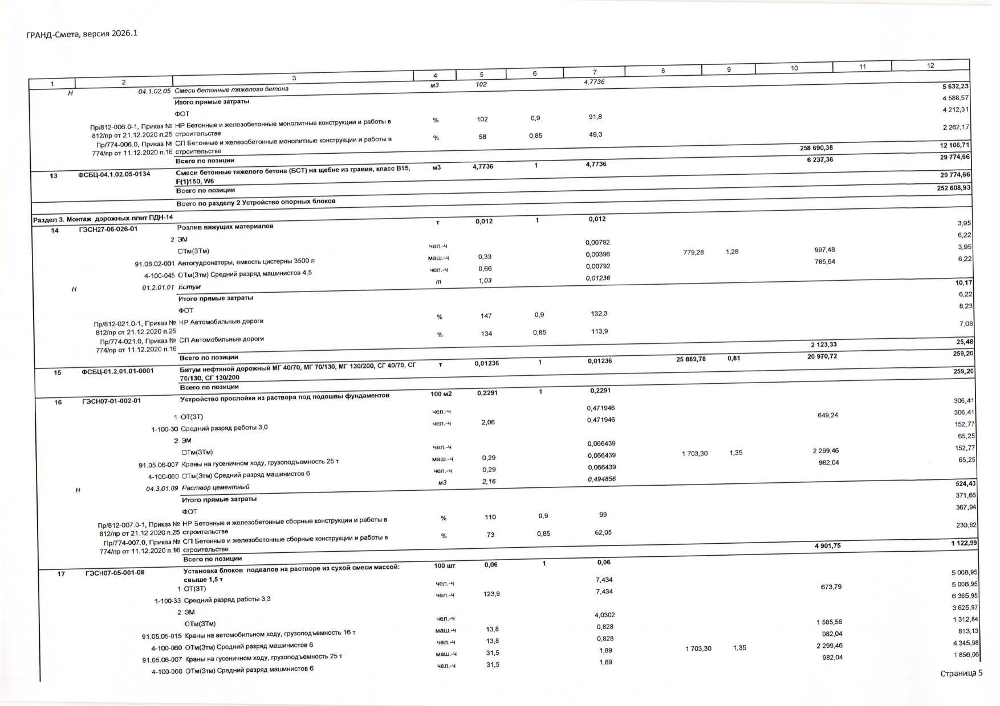 ГРАНД-Смета, версия 2026.1
1 2 3 4 5 6 7 8 9 10 11 12
Н 04.1.02.05 Смеси бетонные тяжелого бетона м3 102 4,7736
Итого прямые затраты 5 632,23
ФОТ 4 588,57
Пр/812-006.0-1, Приказ № НР Бетонные и железобетонные монолитные конструкции и работы в % 102 0,9 91,8 4 212,31
812/пр от 21.12.2020 п.25 строительстве
Пр/774-006.0, Приказ № СП Бетонные и железобетонные монолитные конструкции и работы в % 58 0,85 49,3 2 262,17
774/пр от 11.12.2020 п.16 строительстве
Всего по позиции 258 690,38 12 106,71
13 ФСБЦ-04.1.02.05-0134 Смеси бетонные тяжелого бетона (БСТ) на щебне из гравия, класс В15, м3 4,7736 1 4,7736 6 237,36 29 774,66
F(1)150, W6
Всего по позиции 29 774,66
Всего по разделу 2 Устройство опорных блоков 252 608,93
Раздел 3. Монтаж дорожных плит ПДН-14
14 ГЭСН27-06-026-01 Розлив вяжущих материалов т 0,012 1 0,012
2 ЭМ 3,95
ОТм(ЗТм) чел.-ч 0,00792 6,22
91.08.02-001 Автогудронаторы, емкость цистерны 3500 л маш.-ч 0,33 0,00396 779,28 1,28 997,48 3,95
4-100-045 ОТм(Зтм) Средний разряд машинистов 4,5 чел.-ч 0,66 0,00792 785,64 6,22
Н 01.2.01.01 Битум т 1,03 0,01236
Итого прямые затраты 10,17
ФОТ 6,22
Пр/812-021.0-1, Приказ № НР Автомобильные дороги % 147 0,9 132,3 8,23
812/пр от 21.12.2020 п.25
Пр/774-021.0, Приказ № СП Автомобильные дороги % 134 0,85 113,9 7,08
774/пр от 11.12.2020 п.16
Всего по позиции 2 123,33 25,48
15 ФСБЦ-01.2.01.01-0001 Битум нефтяной дорожный МГ 40/70, МГ 70/130, МГ 130/200, СГ 40/70, СГ т 0,01236 1 0,01236 25 889,78 0,81 20 970,72 259,20
70/130, СГ 130/200
Всего по позиции 259,20
16 ГЭСН07-01-002-01 Устройство прослойки из раствора под подошвы фундаментов 100 м2 0,2291 1 0,2291
1 ОТ(ЗТ) чел.-ч 0,471946 306,41
1-100-30 Средний разряд работы 3,0 чел.-ч 2,06 0,471946 649,24 306,41
2 ЭМ 152,77
ОТм(ЗТм) чел.-ч 0,066439 65,25
91.05.06-007 Краны на гусеничном ходу, грузоподъемность 25 т маш.-ч 0,29 0,066439 1 703,30 1,35 2 299,46 152,77
4-100-060 ОТм(Зтм) Средний разряд машинистов 6 чел.-ч 0,29 0,066439 982,04 65,25
Н 04.3.01.09 Раствор цементный м3 2,16 0,494856
Итого прямые затраты 524,43
ФОТ 371,66
Пр/812-007.0-1, Приказ № НР Бетонные и железобетонные сборные конструкции и работы в % 110 0,9 99 367,94
812/пр от 21.12.2020 п.25 строительстве
Пр/774-007.0, Приказ № СП Бетонные и железобетонные сборные конструкции и работы в % 73 0,85 62,05 230,62
774/пр от 11.12.2020 п.16 строительстве
Всего по позиции 4 901,75 1 122,99
17 ГЭСН07-05-001-08 Установка блоков подвалов на растворе из сухой смеси массой: 100 шт 0,06 1 0,06
свыше 1,5 т
1 ОТ(ЗТ) чел.-ч 7,434 5 008,95
1-100-33 Средний разряд работы 3,3 чел.-ч 123,9 7,434 673,79 5 008,95
2 ЭМ 6 365,95
ОТм(ЗТм) чел.-ч 4,0302 3 625,97
91.05.05-015 Краны на автомобильном ходу, грузоподъемность 16 т маш.-ч 13,8 0,828 1 585,56 1 312,84
4-100-060 ОТм(Зтм) Средний разряд машинистов 6 чел.-ч 13,8 0,828 982,04 813,13
91.05.06-007 Краны на гусеничном ходу, грузоподъемность 25 т маш.-ч 31,5 1,89 1 703,30 1,35 2 299,46 4 345,98
4-100-060 ОТм(Зтм) Средний разряд машинистов 6 чел.-ч 31,5 1,89 982,04 1 856,06
Страница 5